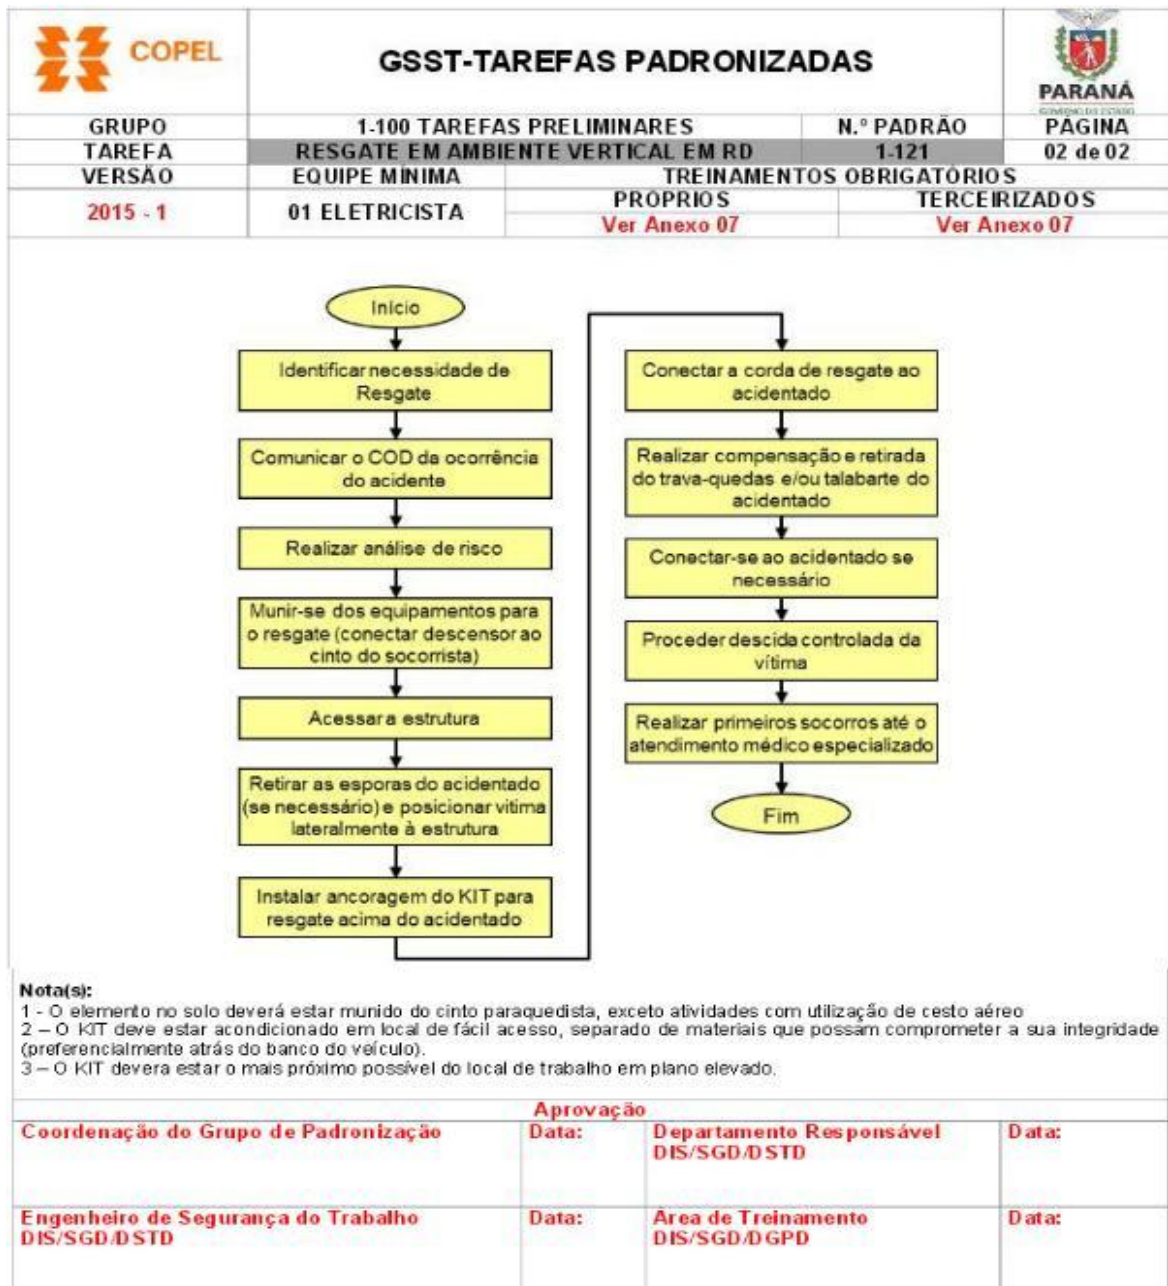 COPEL
GSST-TAREFAS PADRONIZADAS
PARANÁ
GOVERNO DO ESTADO
GRUPO
1-100 TAREFAS PRELIMINARES
N.º PADRÃO
PÁGINA
TAREFA
RESGATE EM AMBIENTE VERTICAL EM RD
1-121
02 de 02
VERSÃO
EQUIPE MÍNIMA
TREINAMENTOS OBRIGATÓRIOS
2015 - 1
01 ELETRICISTA
PRÓPRIOS
TERCEIRIZADOS
Ver Anexo 07
Ver Anexo 07
Início
Identificar necessidade de
Resgate
Comunicar o COD da ocorrência
do acidente
Realizar análise de risco
Munir-se dos equipamentos para
o resgate (conectar descensor ao
cinto do socorrista)
Acessar a estrutura
Retirar as esporas do acidentado
(se necessário) e posicionar vitima
lateralmente à estrutura
Instalar ancoragem do KIT para
resgate acima do acidentado
Conectar a corda de resgate ao
acidentado
Realizar compensação e retirada
do trava-quedas e/ou talabarte do
acidentado
Conectar-se ao acidentado se
necessário
Proceder descida controlada da
vítima
Realizar primeiros socorros até o
atendimento médico especializado
Fim
Nota(s):
1 - O elemento no solo deverá estar munido do cinto paraquedista, exceto atividades com utilização de cesto aéreo
2 – O KIT deve estar acondicionado em local de fácil acesso, separado de materiais que possam comprometer a sua integridade
(preferencialmente atrás do banco do veículo).
3 – O KIT devera estar o mais próximo possível do local de trabalho em plano elevado.
Aprovação
Coordenação do Grupo de Padronização
Data:
Departamento Responsável
DIS/SGD/DSTD
Data:
Engenheiro de Segurança do Trabalho
DIS/SGD/DSTD
Data:
Área de Treinamento
DIS/SGD/DGPD
Data: